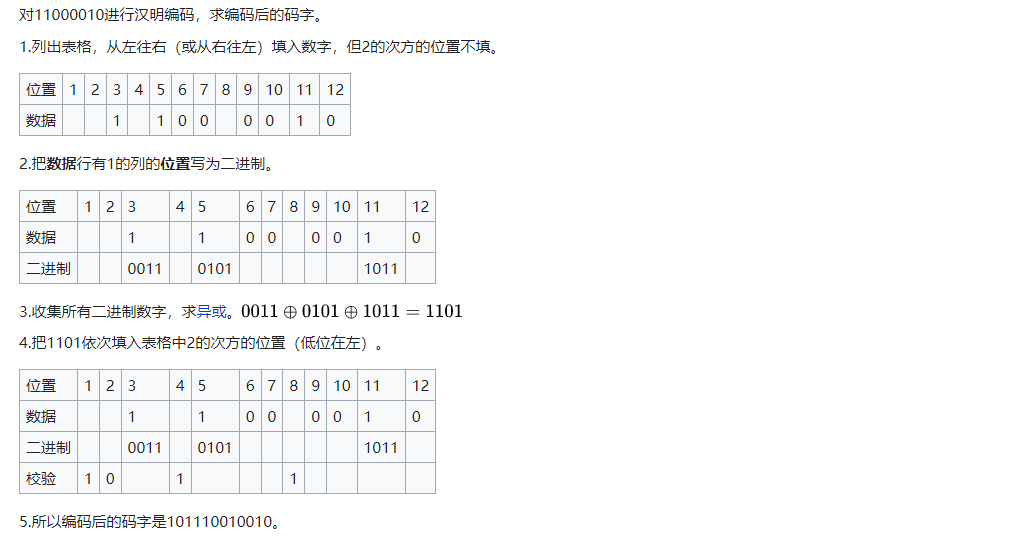 对11000010进行汉明编码，求编码后的码字。
1.列出表格，从左往右（或从右往左）填入数字，但2的次方的位置不填。
位置 1 2 3 4 5 6 7 8 9 10 11 12
数据 1 1 0 0 0 0 1 0
2.把数据行有1的列的位置写为二进制。
位置 1 2 3 4 5 6 7 8 9 10 11 12
数据 1 1 0 0 0 0 1 0
二进制 0011 0101 1011
3.收集所有二进制数字，求异或。0011 ⊕ 0101 ⊕ 1011 = 1101
4.把1101依次填入表格中2的次方的位置（低位在左）。
位置 1 2 3 4 5 6 7 8 9 10 11 12
数据 1 1 0 0 0 0 1 0
二进制 0011 0101 1011
校验 1 0 1 1
5.所以编码后的码字是101110010010。